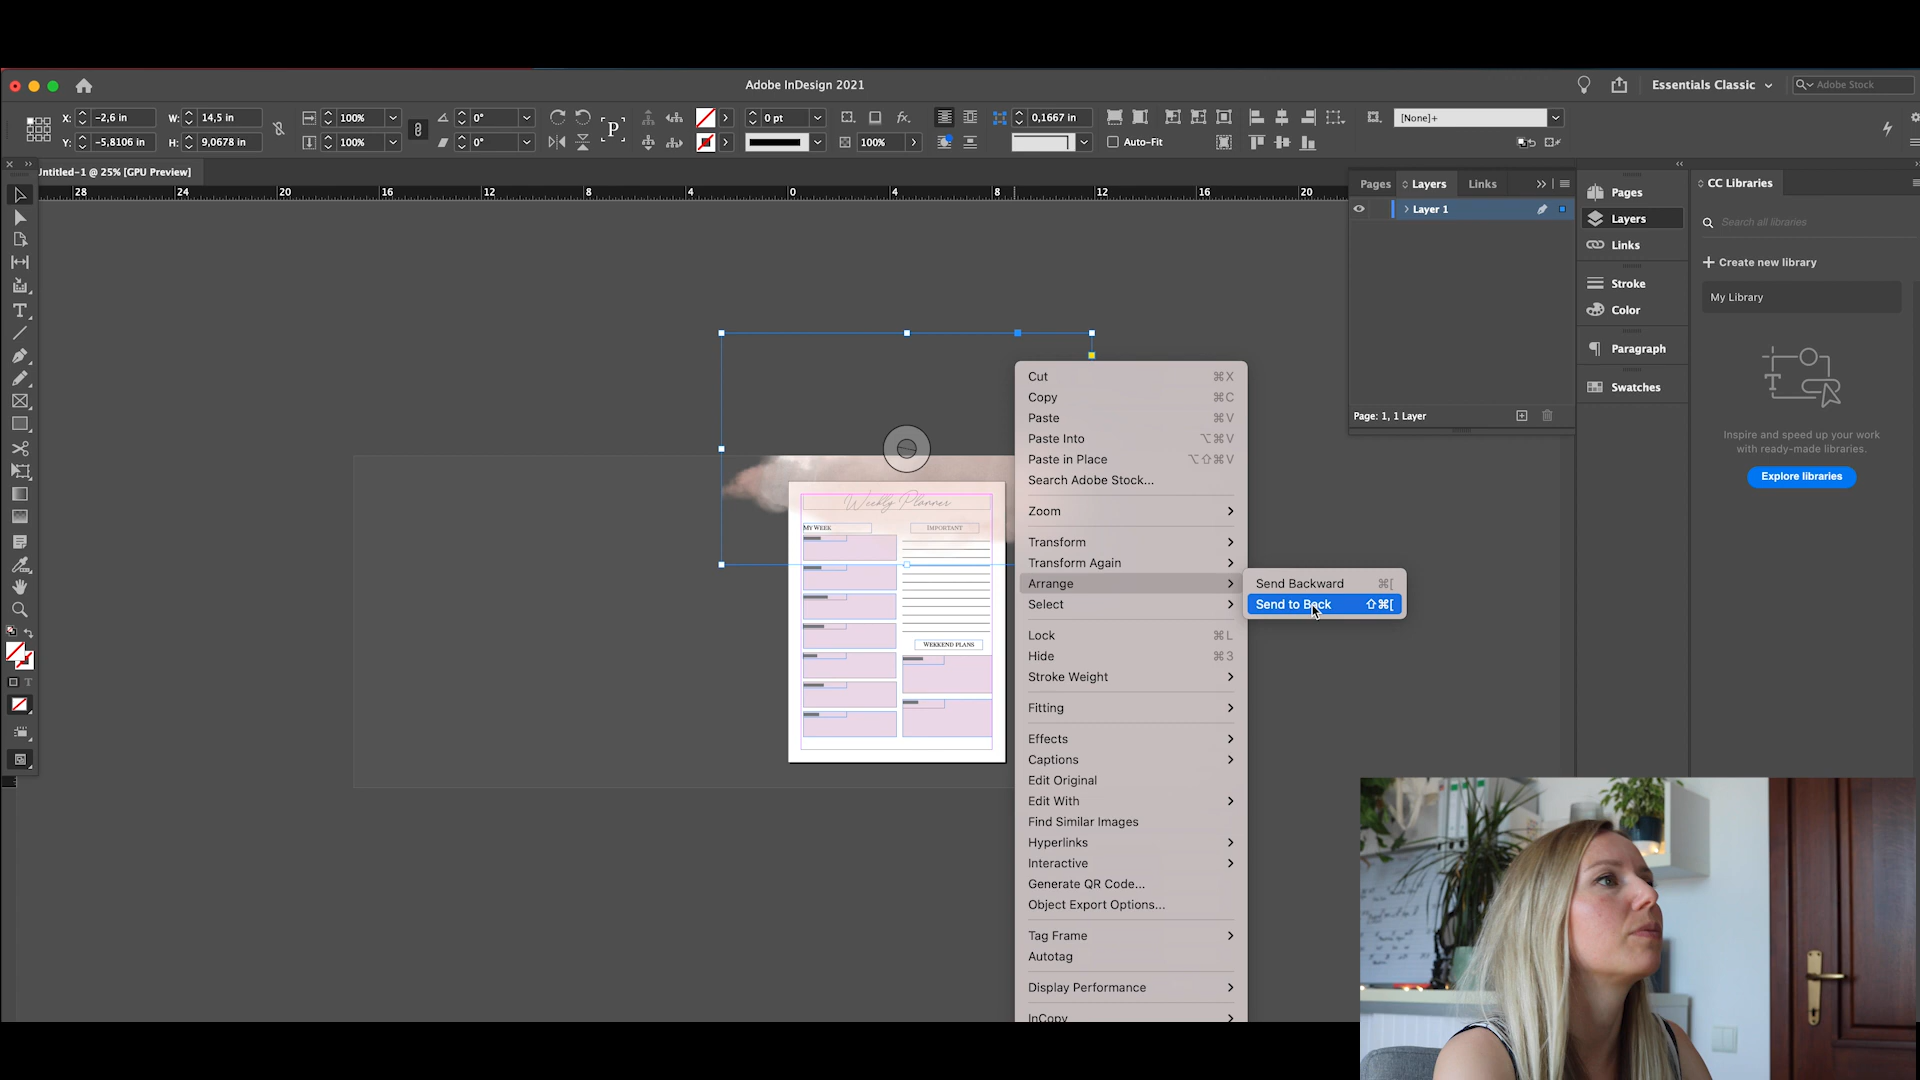 Adobe InDesign 2021
Essentials Classic
Adobe Stock
X: -2,6 in W: 14,5 in 100% 0° P 0 pt fx. 0,1667 in [None]+
Y: -5,8106 in H: 9,0678 in 100% 0° 100% Auto-Fit
Untitled-1 @ 25% [GPU Preview]
28 24 20 16 12 8 4 0 4 8 12 16 20
Pages Layers Links
Layer 1
Page: 1, 1 Layer
Pages
Layers
Links
Stroke
Color
Paragraph
Swatches
CC Libraries
Search all libraries
Create new library
My Library
Inspire and speed up your work
with ready-made libraries.
Explore libraries
Weekly Planner
MY WEEK
IMPORTANT
WEEKEND PLANS
Cut ⌘X
Copy ⌘C
Paste ⌘V
Paste Into ⌥⌘V
Paste in Place ⌥⇧⌘V
Search Adobe Stock...
Zoom
Transform
Transform Again
Arrange
Select
Lock ⌘L
Hide ⌘3
Stroke Weight
Fitting
Effects
Captions
Edit Original
Edit With
Find Similar Images
Hyperlinks
Interactive
Generate QR Code...
Object Export Options...
Tag Frame
Autotag
Display Performance
InCopy
Send Backward ⌘[
Send to Back ⇧⌘[